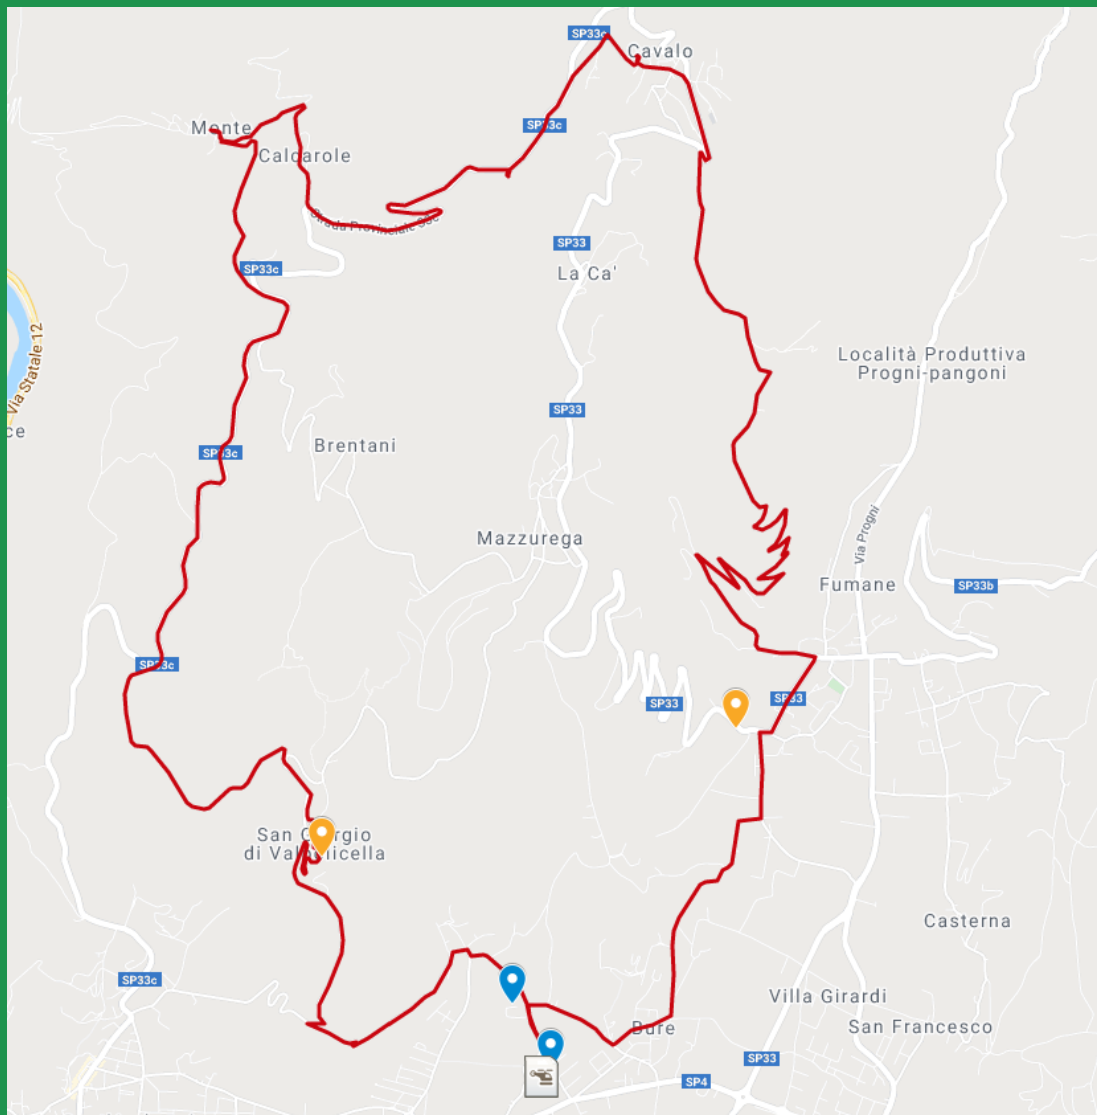 SP33c
Cavalo
SP33c
Monte
Calcarole
Strada Provinciale 33c
SP33
SP33c
La Ca'
Via Statale 12
Località Produttiva
Progni-pangoni
SP33
ce
Brentani
SP33c
Via Progni
Mazzurega
Fumane
SP33b
SP33c
SP33
SP33
San Giorgio
di Valpolicella
Casterna
SP33c
Villa Girardi
San Francesco
Bure
SP33
SP4